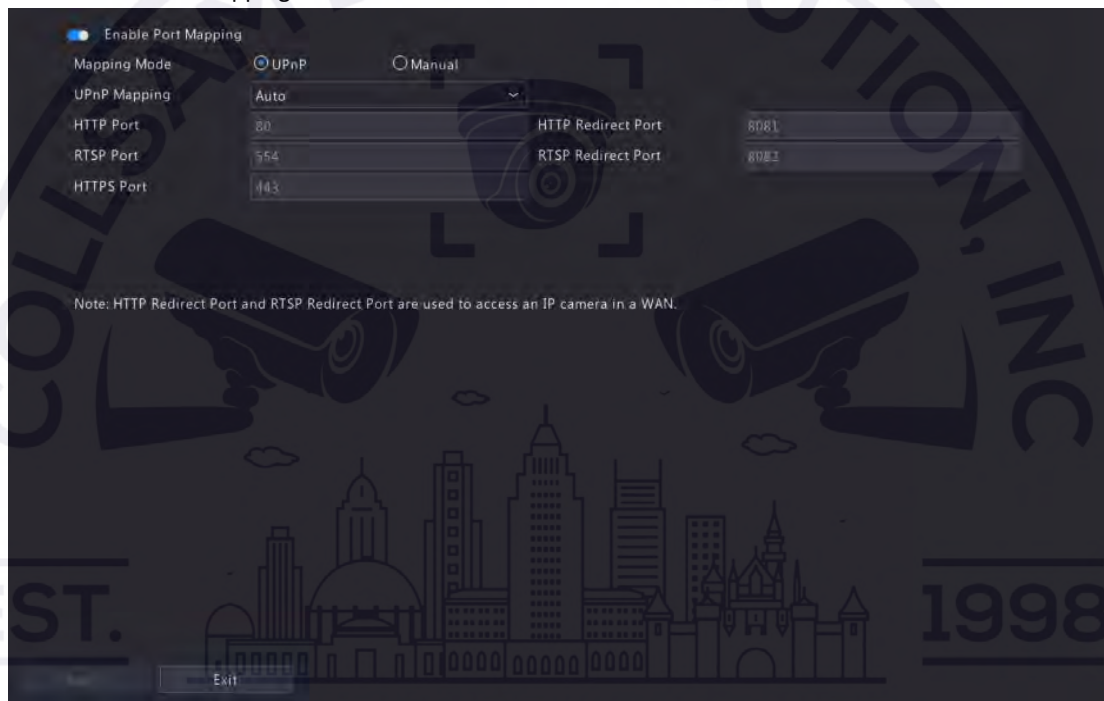 Enable Port Mapping
Mapping Mode UPnP Manual
UPnP Mapping Auto
HTTP Port 80 HTTP Redirect Port 8081
RTSP Port 554 RTSP Redirect Port 8082
HTTPS Port 443
Note: HTTP Redirect Port and RTSP Redirect Port are used to access an IP camera in a WAN.
EST. 1998
Exit